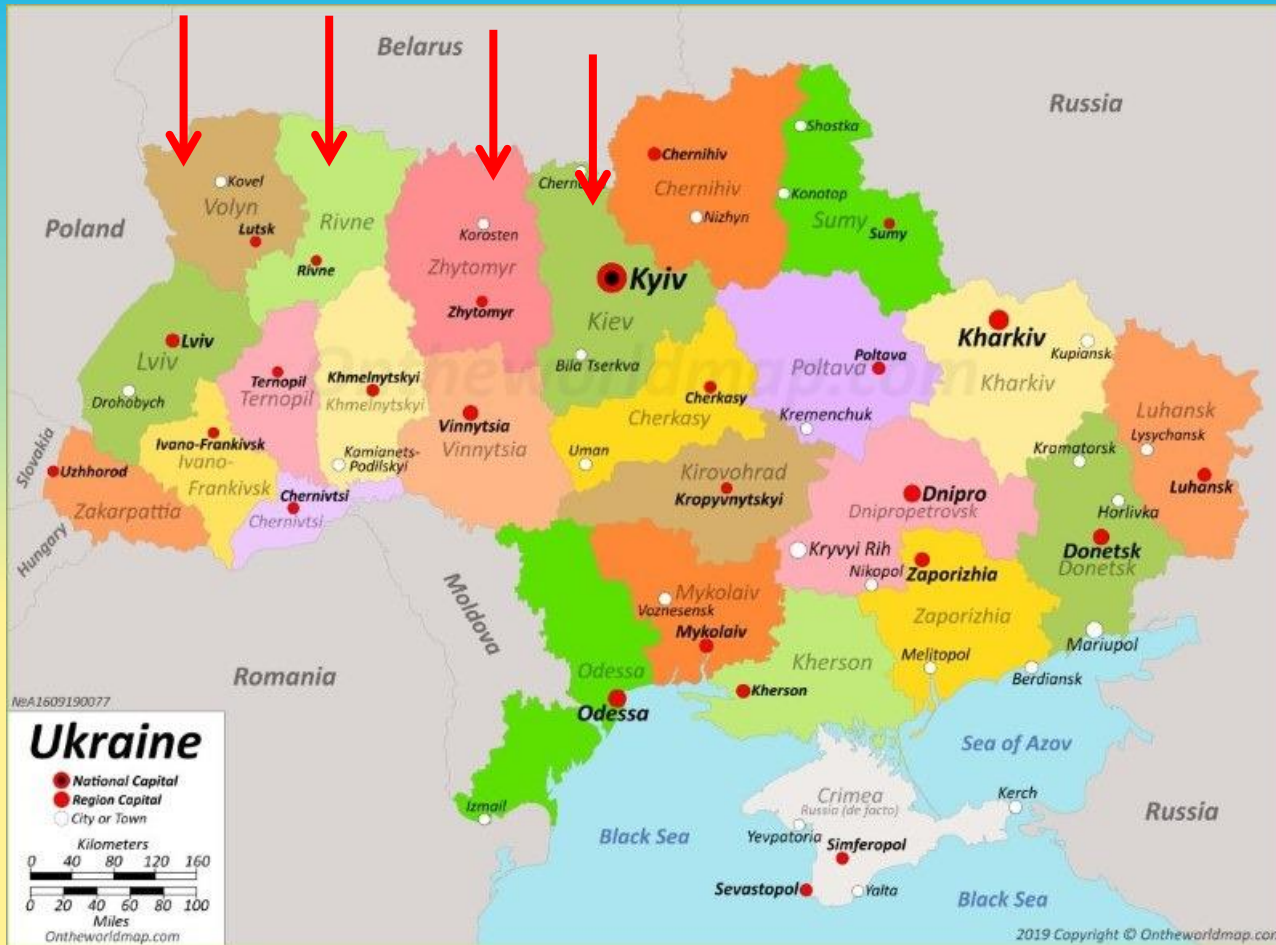 Belarus
Russia
Shostka
Chernihiv
Chern
Kovel
Chernihiv
Konotop
Volyn
Nizhyn
Rivne
Poland
Korosten
Sumy
Sumy
Lutsk
Zhytomyr
Rivne
Kyiv
Zhytomyr
Kiev
Kharkiv
Lviv
Kupiansk
Lviv
Bila Tserkva
Poltava
Poltava
Ontheworldmap.com
Ternopil
Khmelnytskyi
Kharkiv
Drohobych
Ternopil
Khmelnytskyi
Cherkasy
Luhansk
Vinnytsia
Cherkasy
Kremenchuk
Slovakia
Ivano-Frankivsk
Vinnytsia
Uman
Kramatorsk
Lysychansk
Uzhhorod
Ivano-
Frankivsk
Kamianets-
Podilskyi
Kirovohrad
Luhansk
Zakarpattia
Chernivtsi
Kropyvnytskyi
Dnipro
Horlivka
Chernivtsi
Dnipropetrovsk
Hungary
Kryvyi Rih
Donetsk
Donetsk
Moldova
Nikopol
Zaporizhia
Mykolaiv
Voznesensk
Zaporizhia
Mykolaiv
Mariupol
Kherson
Melitopol
Romania
Odessa
Berdiansk
Kherson
№A1609190077
Odessa
Ukraine
Sea of Azov
National Capital
Region Capital
City or Town
Crimea
Russia (de facto)
Kerch
Izmail
Russia
Black Sea
Yevpatoria
Simferopol
Kilometers
0 40 80 120 160
Sevastopol
Yalta
Black Sea
0 20 40 60 80 100
Miles
Ontheworldmap.com
2019 Copyright © Ontheworldmap.com